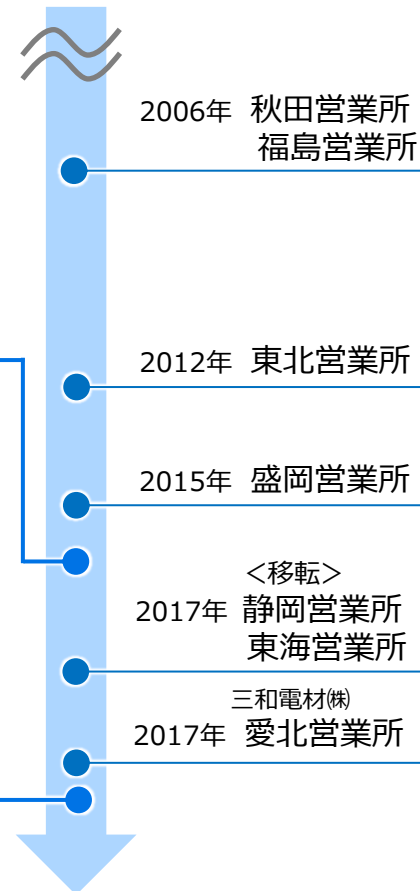 2006年 秋田営業所
福島営業所
2012年 東北営業所
2015年 盛岡営業所
<移転>
2017年 静岡営業所
東海営業所
三和電材㈱
2017年 愛北営業所